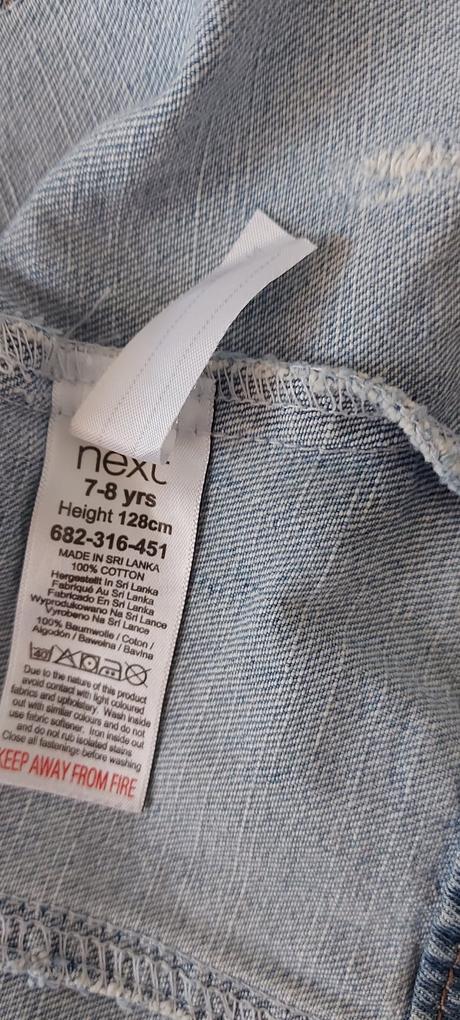 next
7-8 yrs
Height 128cm
682-316-451
MADE IN SRI LANKA
100% COTTON
Hergestellt In Sri Lanka
Fabriqué Au Sri Lanka
Fabricado En Sri Lanka
Wyprodukowano Na Sri Lance
Vyrobeno Na Srí Lance
100% Baumwolle / Coton /
Algodón / Bawełna / Bavlna
Due to the nature of this product
avoid contact with light coloured
fabrics and upholstery. Wash inside
out with similar colours and do not
use fabric softener. Iron inside out
and do not rub isolated stains
Close all fastenings before washing
KEEP AWAY FROM FIRE